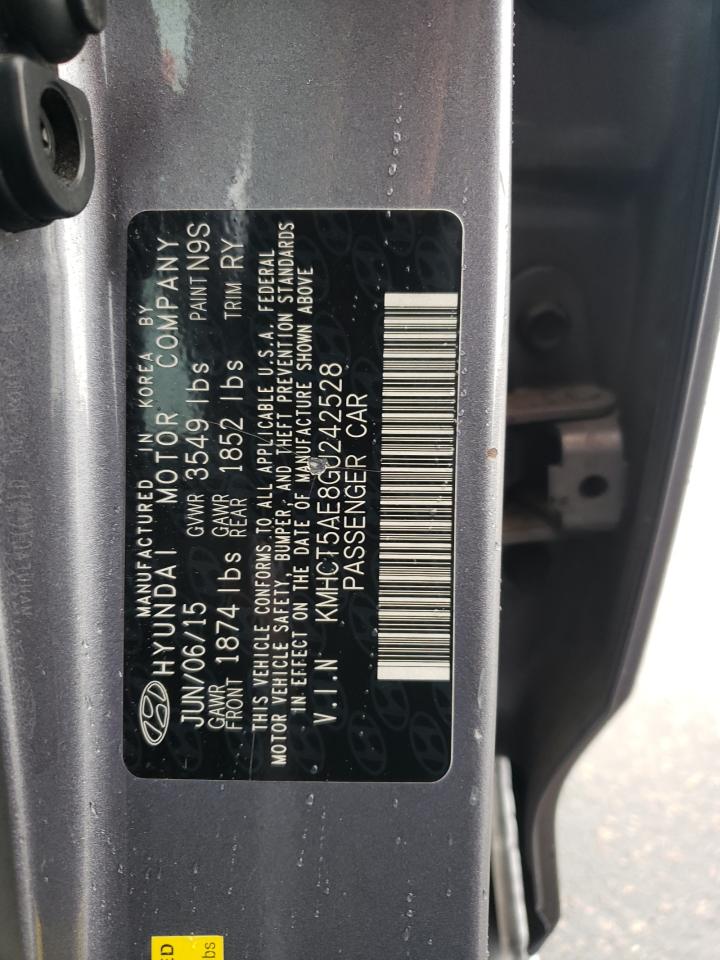 MANUFACTURED IN KOREA BY
HYUNDAI MOTOR COMPANY
JUN/06/15 GVWR 3549 lbs PAINT N9S
GAWR FRONT 1874 lbs GAWR REAR 1852 lbs TRIM RY
THIS VEHICLE CONFORMS TO ALL APPLICABLE U.S.A. FEDERAL
MOTOR VEHICLE SAFETY, BUMPER, AND THEFT PREVENTION STANDARDS
IN EFFECT ON THE DATE OF MANUFACTURE SHOWN ABOVE
V.I.N KMHCT5AE8GU242528
PASSENGER CAR